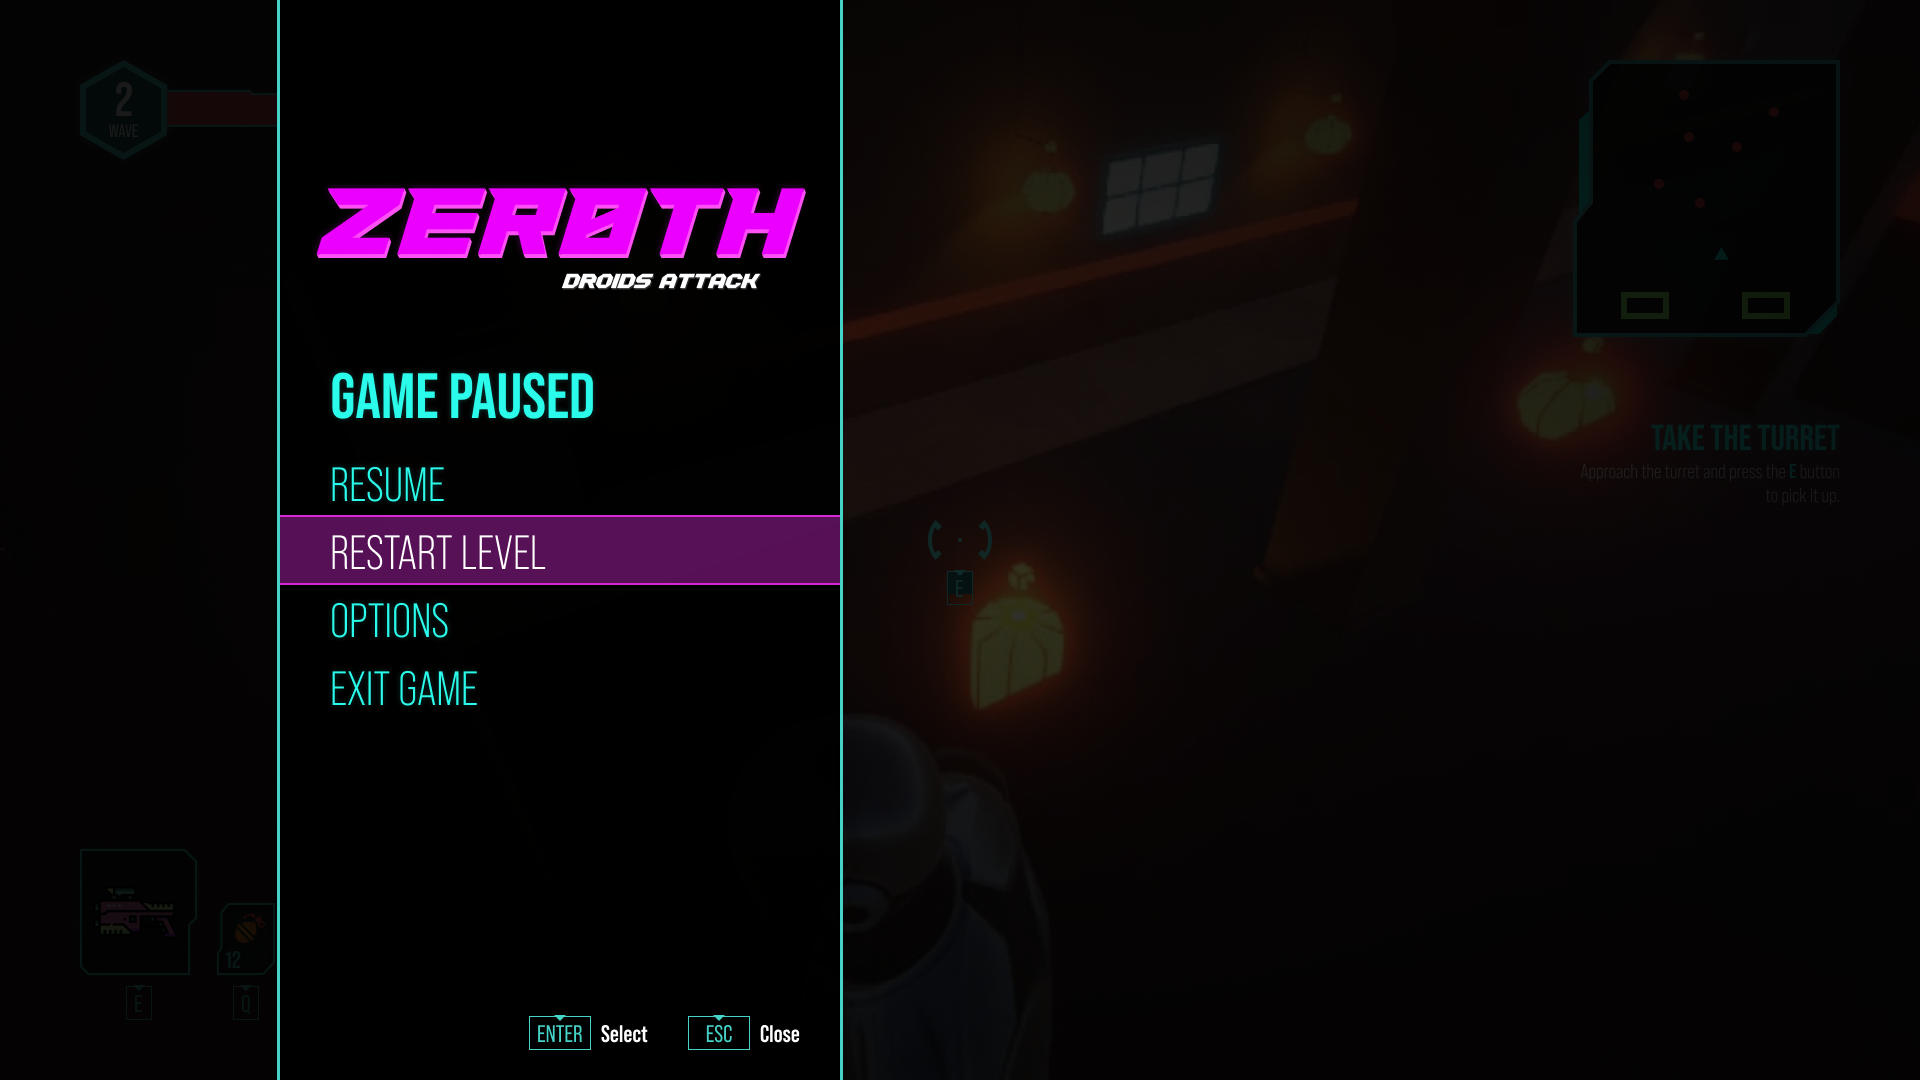 2
WAVE
ZERØTH
DROIDS ATTACK
GAME PAUSED
RESUME
RESTART LEVEL
OPTIONS
EXIT GAME
TAKE THE TURRET
Approach the turret and press the E button
to pick it up.
E
12
E
Q
ENTER Select ESC Close